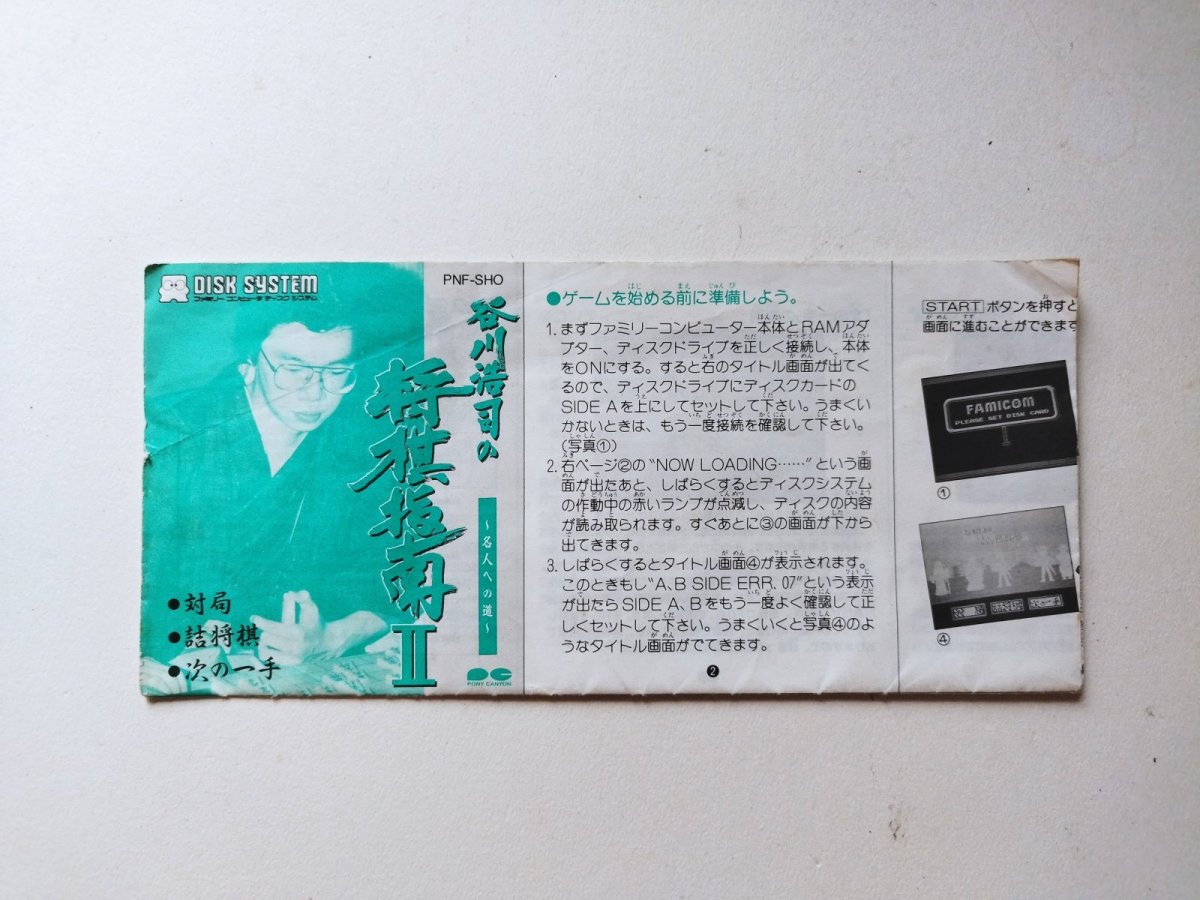 DISK SYSTEM
ファミリー コンピュータ ディスク システム
PNF-SHO
谷川浩司の
将棋指南II
～名人への道～
●対局
●詰将棋
●次の一手
PONY CANYON
●ゲームを始める前に準備しよう。
1. まずファミリーコンピューター本体とRAMアダ
プター、ディスクドライブを正しく接続し、本体
をONにする。すると右のタイトル画面が出てく
るので、ディスクドライブにディスクカードの
SIDE Aを上にしてセットして下さい。うまくい
かないときは、もう一度接続を確認して下さい。
(写真①)
2. 右ページ②の“NOW LOADING……”という画
面が出たあと、しばらくするとディスクシステム
の作動中の赤いランプが点滅し、ディスクの内容
が読み取られます。すぐあとに③の画面が下から
出てきます。
3. しばらくするとタイトル画面④が表示されます。
このときもし“A, B SIDE ERR. 07”という表示
が出たら SIDE A、Bをもう一度よく確認して正
しくセットして下さい。うまくいくと写真④のよ
うなタイトル画面がでてきます。
❷
START ボタンを押すと
画面に進むことができます
FAMICOM
PLEASE SET DISK CARD
①
④